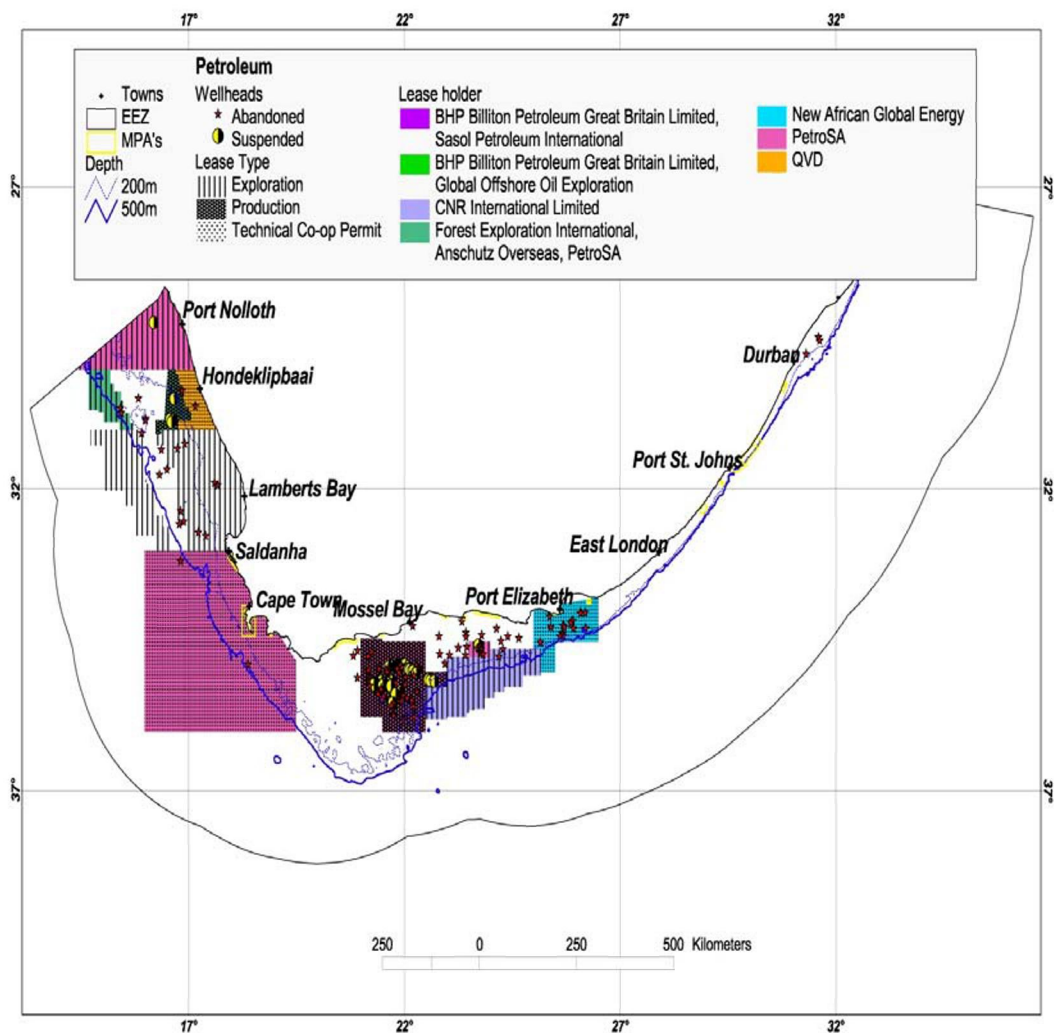 17° 22° 27° 32°
Petroleum
Towns
EEZ
MPA's
Depth
200m
500m
Wellheads
Abandoned
Suspended
Lease Type
Exploration
Production
Technical Co-op Permit
Lease holder
BHP Billiton Petroleum Great Britain Limited,
Sasol Petroleum International
BHP Billiton Petroleum Great Britain Limited,
Global Offshore Oil Exploration
CNR International Limited
Forest Exploration International,
Anschutz Overseas, PetroSA
New African Global Energy
PetroSA
QVD
27° 27°
Port Nolloth
Hondeklipbaai
Durban
Port St. Johns
32° 32°
Lamberts Bay
East London
Saldanha
Cape Town
Mossel Bay
Port Elizabeth
37° 37°
250 0 250 500 Kilometers
17° 22° 27° 32°